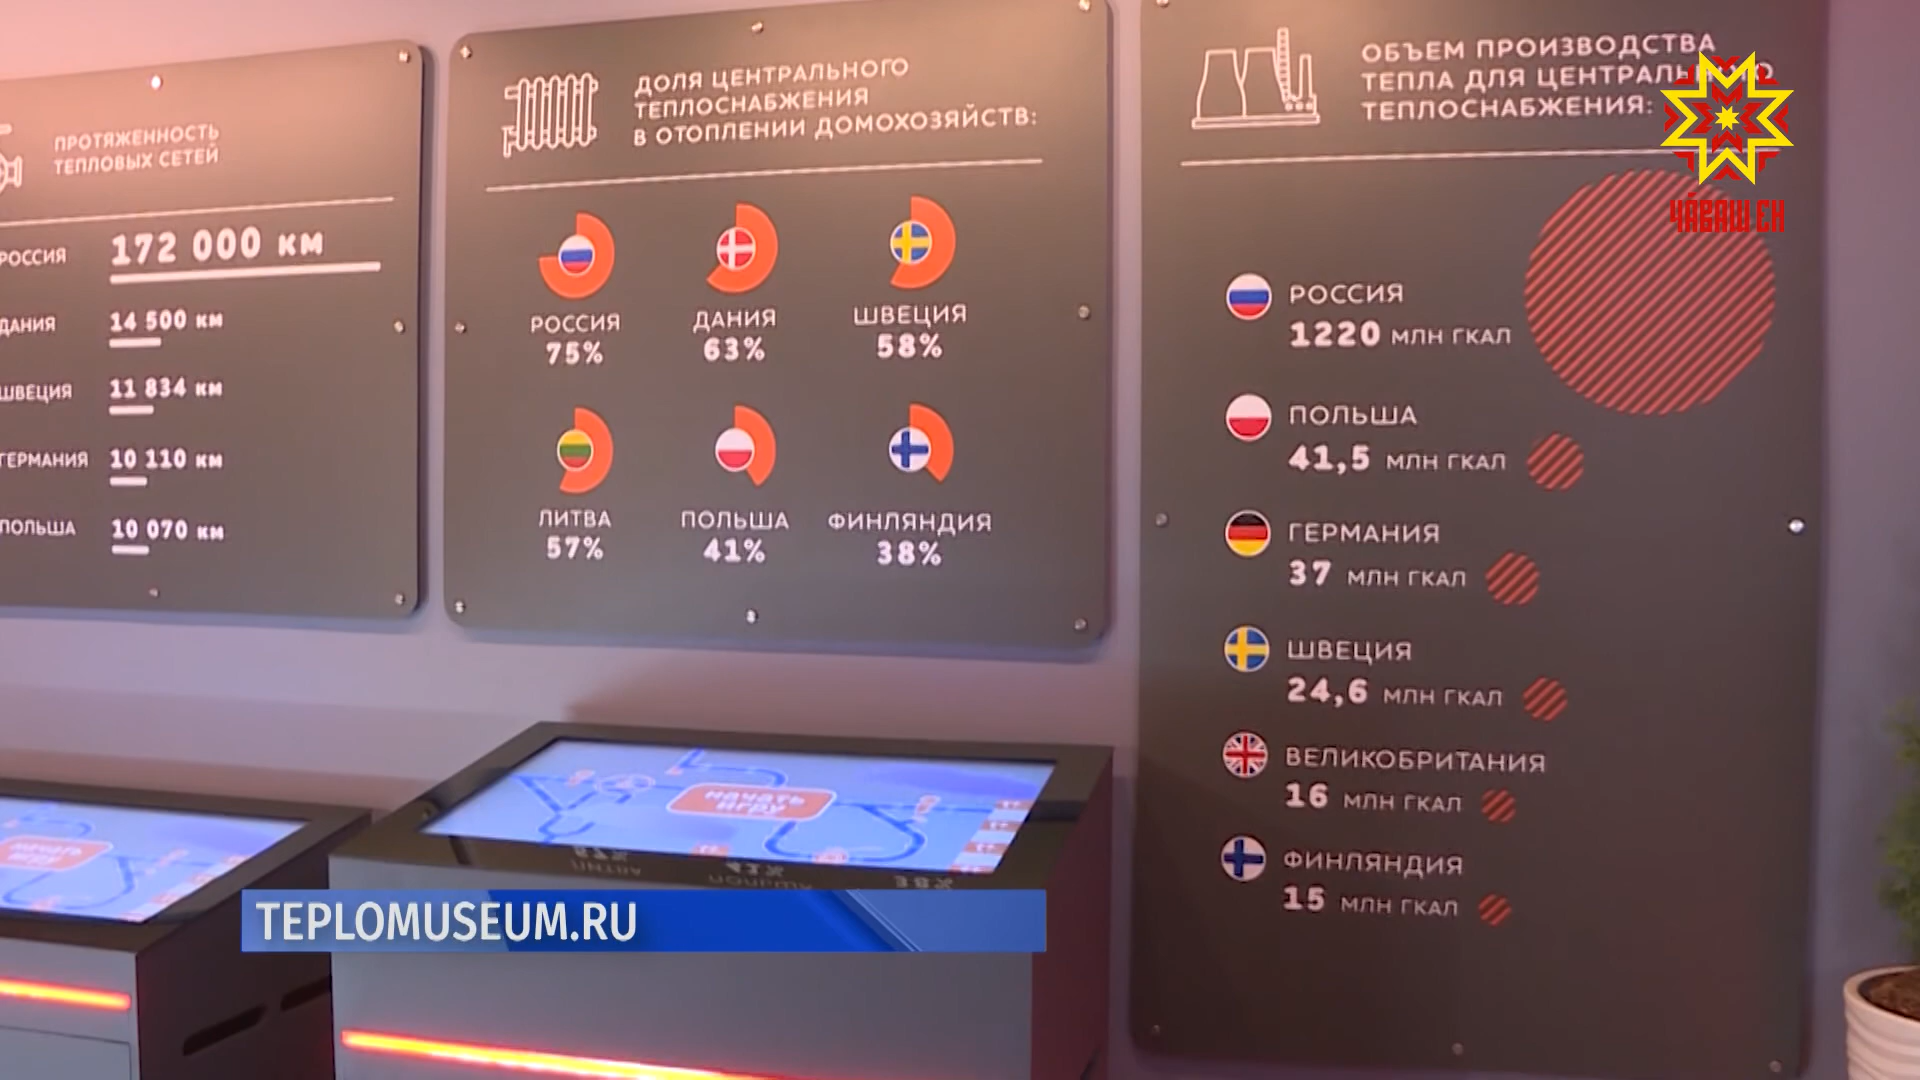 ПРОТЯЖЕННОСТЬ
ТЕПЛОВЫХ СЕТЕЙ
РОССИЯ 172 000 км
ДАНИЯ 14 500 км
ШВЕЦИЯ 11 834 км
ГЕРМАНИЯ 10 110 км
ПОЛЬША 10 070 км
ДОЛЯ ЦЕНТРАЛЬНОГО
ТЕПЛОСНАБЖЕНИЯ
В ОТОПЛЕНИИ ДОМОХОЗЯЙСТВ:
РОССИЯ
75%
ДАНИЯ
63%
ШВЕЦИЯ
58%
ЛИТВА
57%
ПОЛЬША
41%
ФИНЛЯНДИЯ
38%
ОБЪЕМ ПРОИЗВОДСТВА
ТЕПЛА ДЛЯ ЦЕНТРАЛЬНОГО
ТЕПЛОСНАБЖЕНИЯ:
РОССИЯ
1220 МЛН ГКАЛ
ПОЛЬША
41,5 МЛН ГКАЛ
ГЕРМАНИЯ
37 МЛН ГКАЛ
ШВЕЦИЯ
24,6 МЛН ГКАЛ
ВЕЛИКОБРИТАНИЯ
16 МЛН ГКАЛ
ФИНЛЯНДИЯ
15 МЛН ГКАЛ
ЧӐВАШ ЕН
НАЧАТЬ
ИГРУ
НАЧАТЬ
ИГРУ
TEPLOMUSEUM.RU